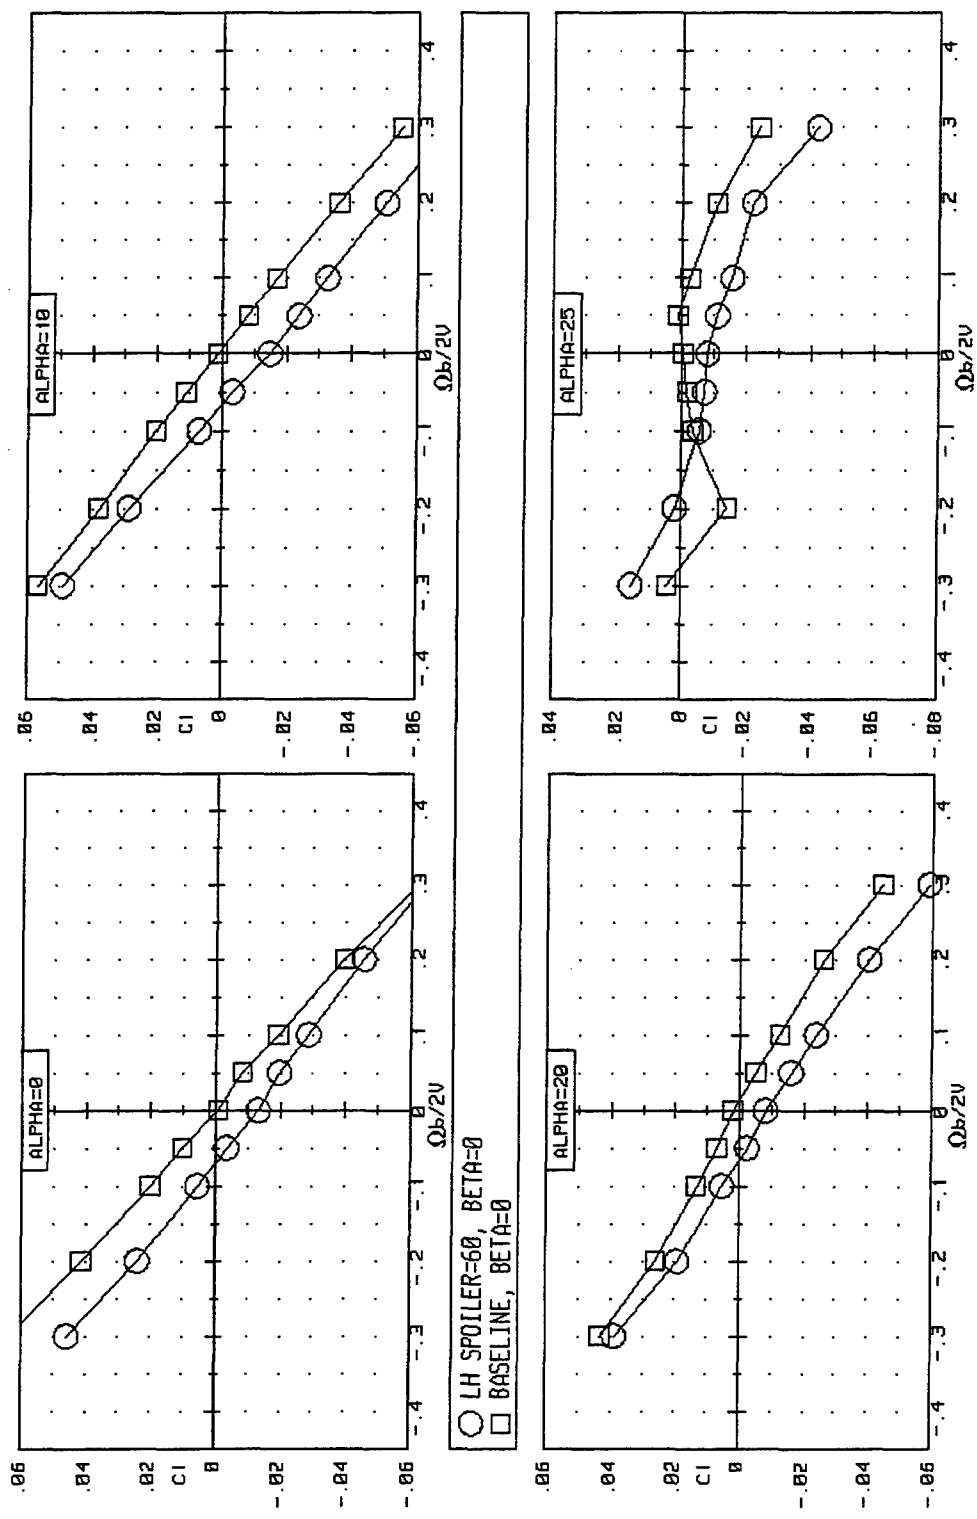 ALPHA=0
.06
.04
.02
Cl
0
-.02
-.04
-.06
-.4 -.3 -.2 -.1 0 .1 .2 .3 .4
Ωb/2V
ALPHA=10
.06
.04
.02
Cl
0
-.02
-.04
-.06
-.4 -.3 -.2 -.1 0 .1 .2 .3 .4
Ωb/2V
LH SPOILER=60, BETA=0
BASELINE, BETA=0
ALPHA=20
.06
.04
.02
Cl
0
-.02
-.04
-.06
-.4 -.3 -.2 -.1 0 .1 .2 .3 .4
Ωb/2V
ALPHA=25
.04
.02
0
Cl
-.02
-.04
-.06
-.08
-.4 -.3 -.2 -.1 0 .1 .2 .3 .4
Ωb/2V